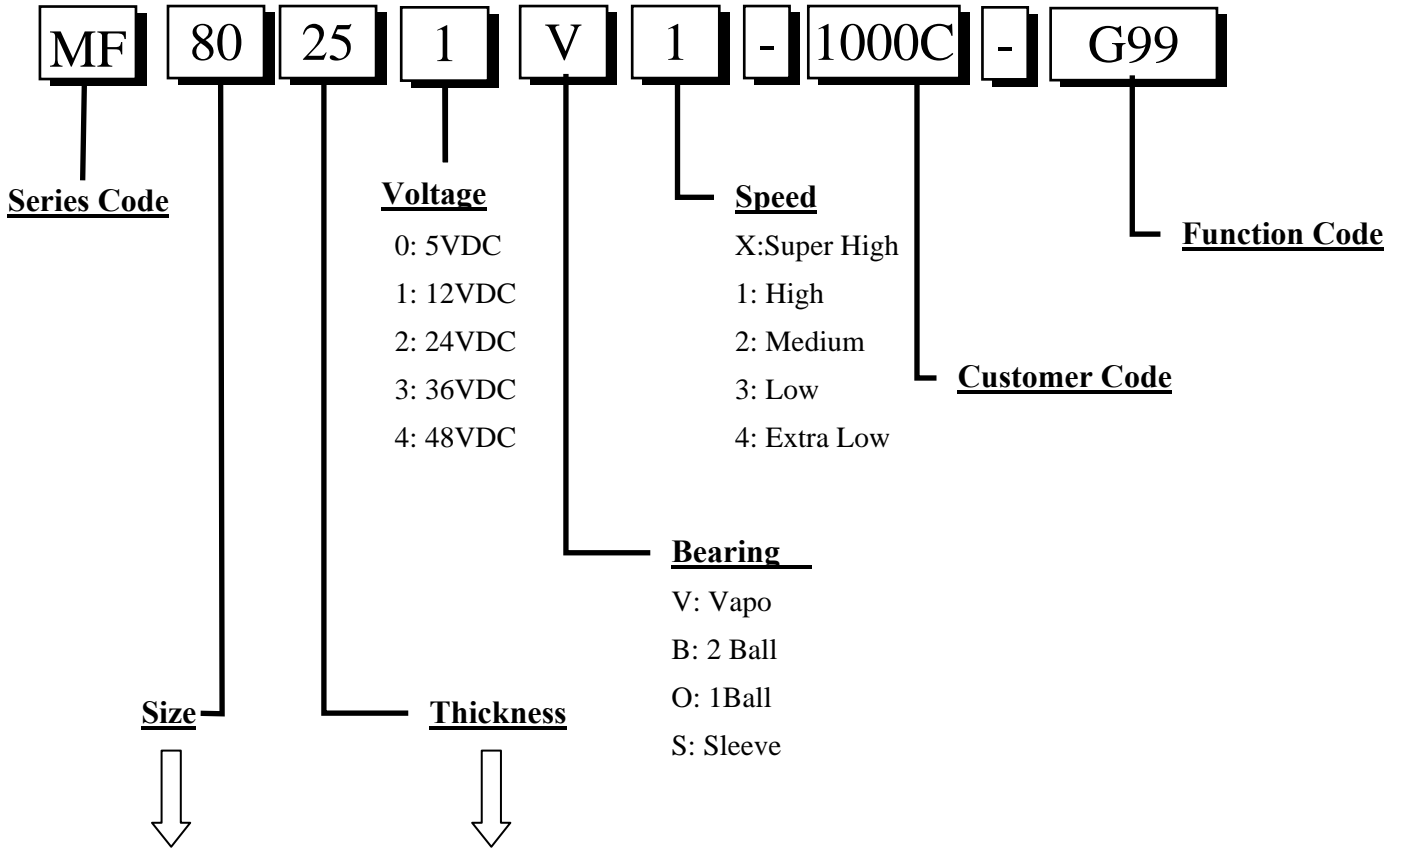 MF 80 25 1 V 1 - 1000C - G99
Series Code
Voltage
0: 5VDC
1: 12VDC
2: 24VDC
3: 36VDC
4: 48VDC
Speed
X:Super High
1: High
2: Medium
3: Low
4: Extra Low
Function Code
Customer Code
Bearing
V: Vapo
B: 2 Ball
O: 1Ball
S: Sleeve
Size
Thickness